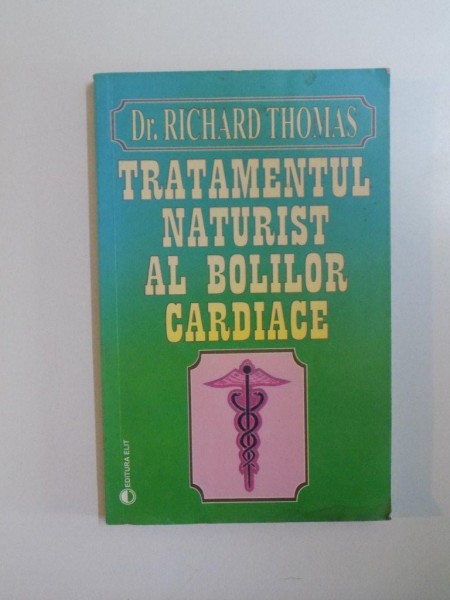 Dr. RICHARD THOMAS
TRATAMENTUL
NATURIST
AL BOLILOR
CARDIACE
EDITURA ELIT